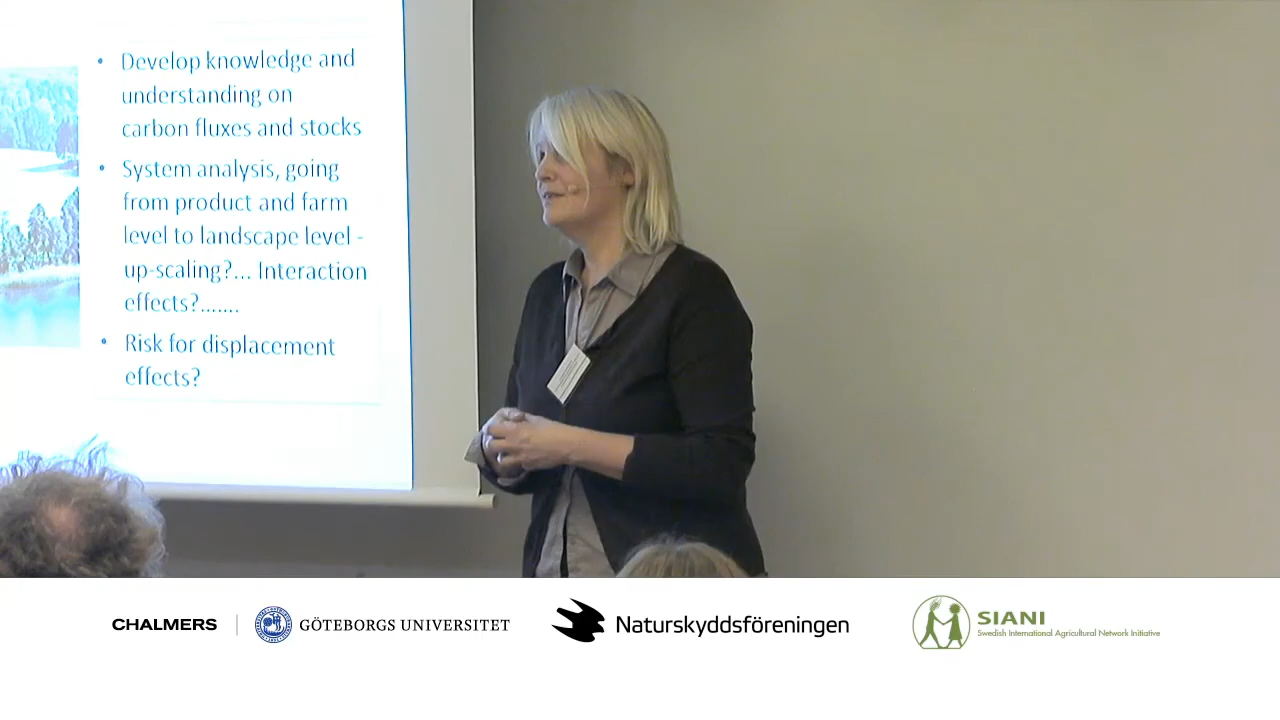 • Develop knowledge and
understanding on
carbon fluxes and stocks
• System analysis, going
from product and farm
level to landscape level -
up-scaling?... Interaction
effects?.......
• Risk for displacement
effects?
CHALMERS
GÖTEBORGS UNIVERSITET
Naturskyddsföreningen
SIANI
Swedish International Agricultural Network Initiative